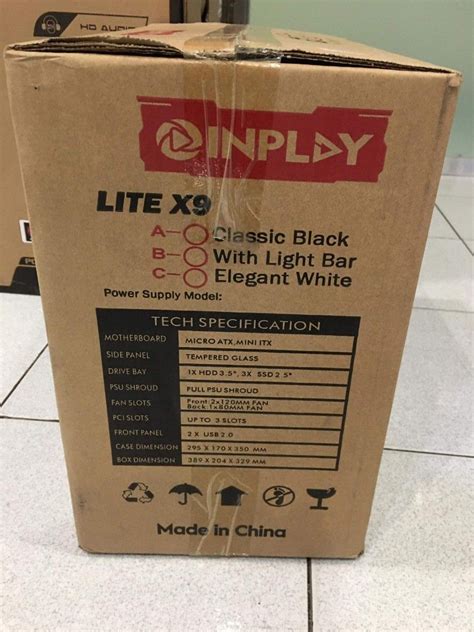 HD AUDIO
INPLAY
LITE X9
A- Classic Black
B- With Light Bar
C- Elegant White
Power Supply Model:
TECH SPECIFICATION
MOTHERBOARD MICRO ATX,MINI ITX
SIDE PANEL TEMPERED GLASS
DRIVE BAY 1X HDD 3.5", 3X SSD 2 5"
PSU SHROUD FULL PSU SHROUD
FAN SLOTS Front:2x120MM FAN
Back:1x80MM FAN
PCI SLOTS UP TO 3 SLOTS
FRONT PANEL 2 X USB 2.0
CASE DIMENSION 295 X 170 X 350 MM
BOX DIMENSION 389 X 204 X 329 MM
Made in China